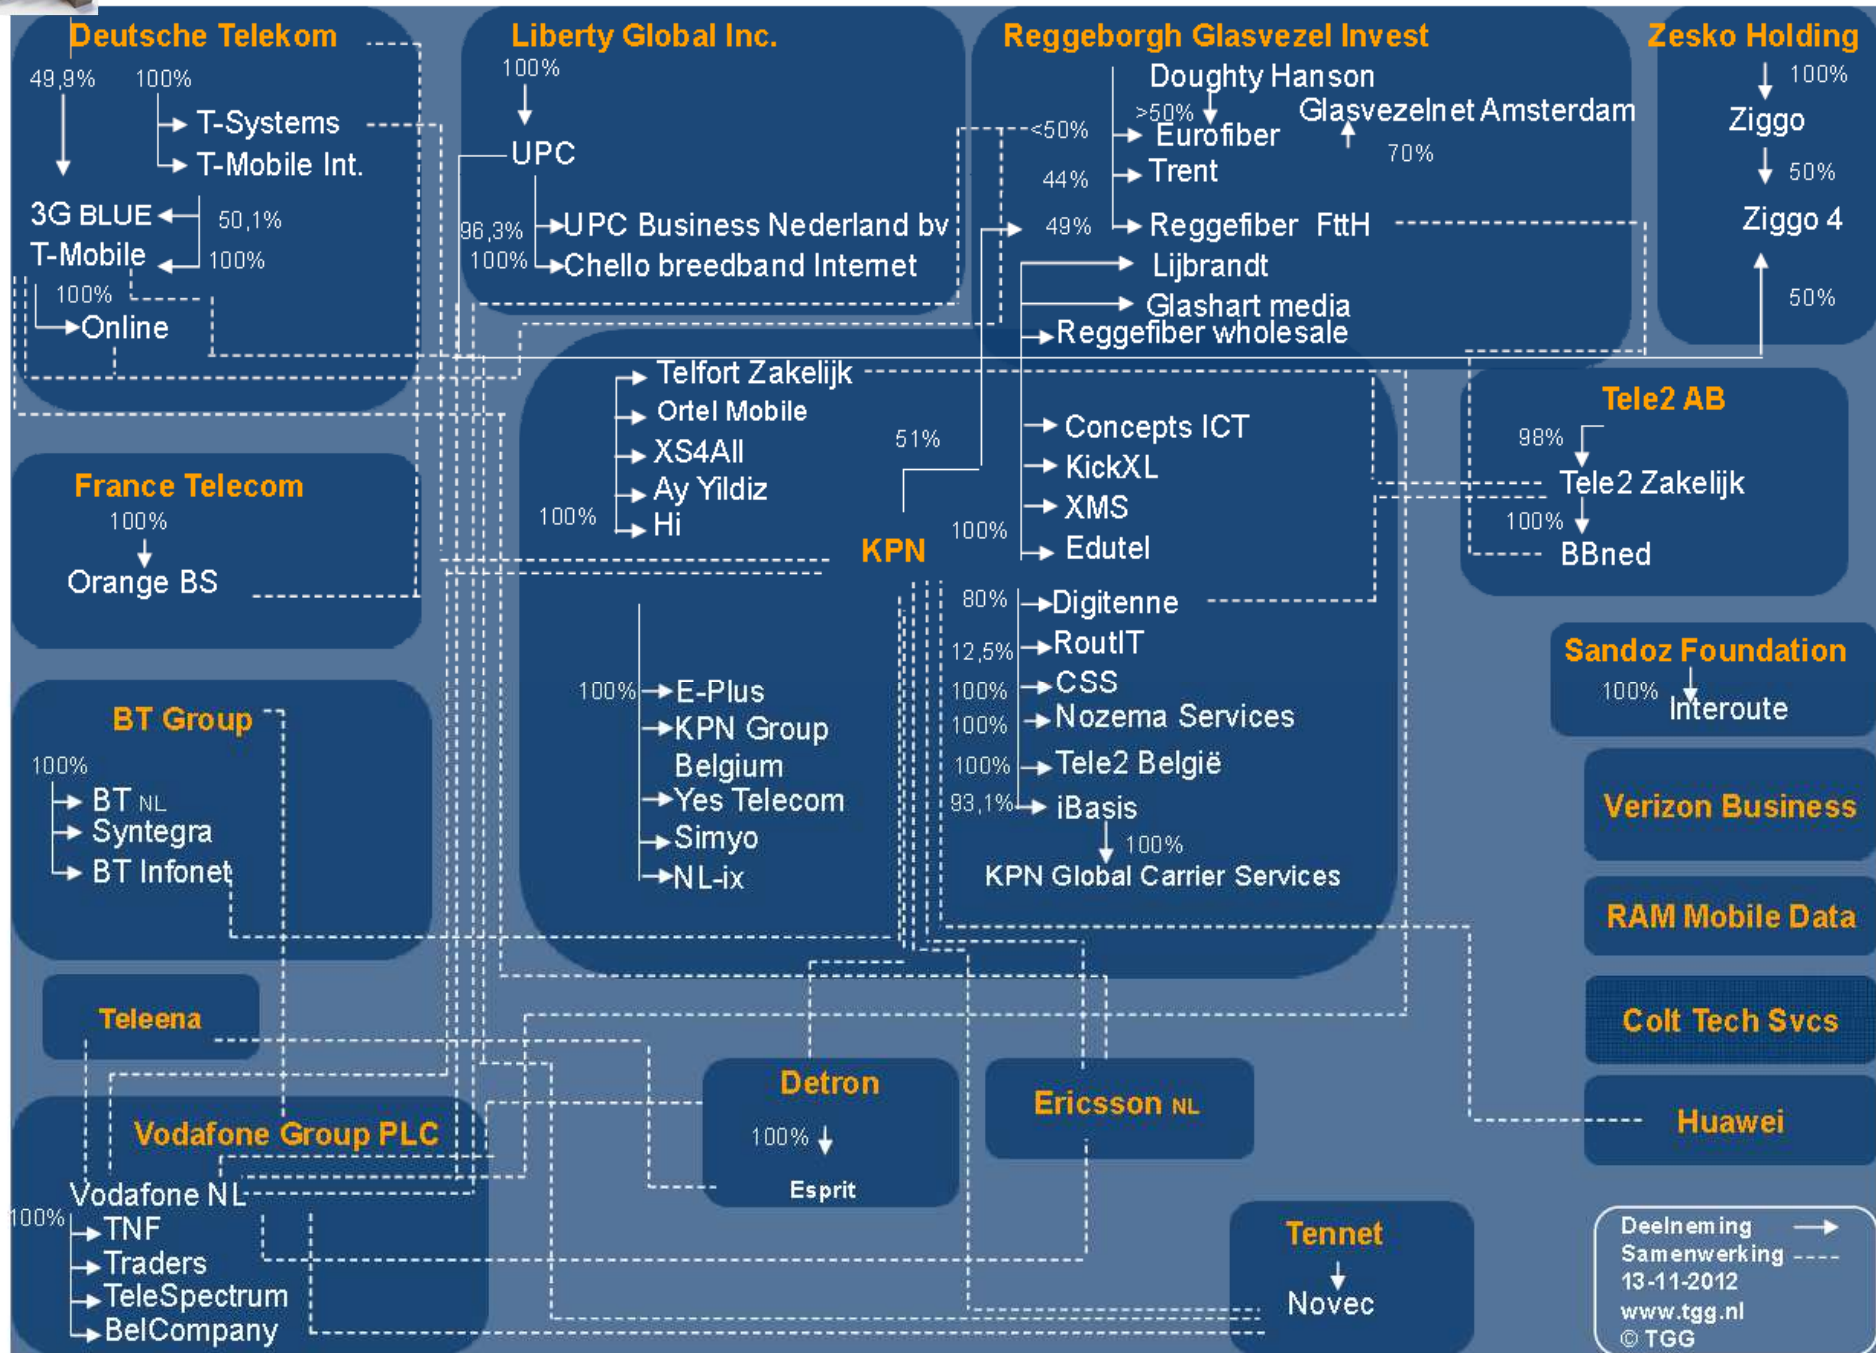 Deutsche Telekom
49,9%
100%
T-Systems
T-Mobile Int.
3G BLUE
50,1%
T-Mobile
100%
100%
Online
Liberty Global Inc.
100%
UPC
96,3%
UPC Business Nederland bv
100%
Chello breedband Internet
Reggeborgh Glasvezel Invest
Doughty Hanson
>50%
Glasvezelnet Amsterdam
<50%
Eurofiber
70%
44%
Trent
49%
Reggefiber FttH
Lijbrandt
Glashart media
Reggefiber wholesale
Zesko Holding
100%
Ziggo
50%
Ziggo 4
50%
France Telecom
100%
Orange BS
Telfort Zakelijk
Ortel Mobile
XS4All
Ay Yildiz
100%
Hi
51%
KPN
Concepts ICT
KickXL
XMS
100%
Edutel
80%
Digitenne
12,5%
RoutIT
100%
CSS
100%
Nozema Services
100%
Tele2 België
93,1%
iBasis
100%
KPN Global Carrier Services
100%
E-Plus
KPN Group
Belgium
Yes Telecom
Simyo
NL-ix
Tele2 AB
98%
Tele2 Zakelijk
100%
BBned
Sandoz Foundation
100%
Interoute
Verizon Business
RAM Mobile Data
Colt Tech Svcs
Huawei
BT Group
100%
BT NL
Syntegra
BT Infonet
Teleena
Vodafone Group PLC
Vodafone NL
100%
TNF
Traders
TeleSpectrum
BelCompany
Detron
100%
Esprit
Ericsson NL
Tennet
Novec
Deelneming
Samenwerking
13-11-2012
www.tgg.nl
© TGG